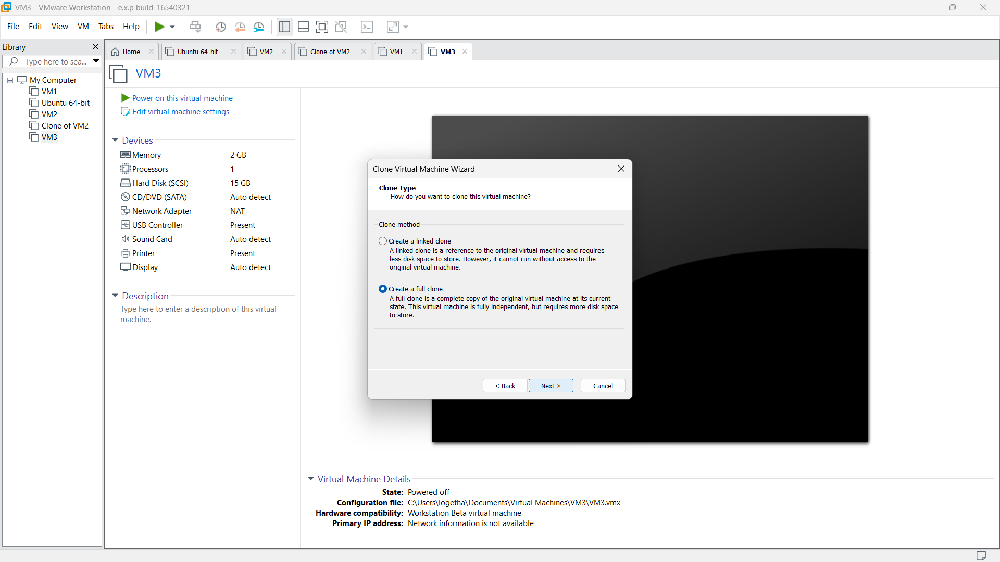 VM3 - VMware Workstation - e.x.p build-16540321
File Edit View VM Tabs Help
Library
Type here to sea...
My Computer
VM1
Ubuntu 64-bit
VM2
Clone of VM2
VM3
Home Ubuntu 64-bit VM2 Clone of VM2 VM1 VM3
VM3
Power on this virtual machine
Edit virtual machine settings
Devices
Memory 2 GB
Processors 1
Hard Disk (SCSI) 15 GB
CD/DVD (SATA) Auto detect
Network Adapter NAT
USB Controller Present
Sound Card Auto detect
Printer Present
Display Auto detect
Description
Type here to enter a description of this virtual
machine.
Clone Virtual Machine Wizard
Clone Type
How do you want to clone this virtual machine?
Clone method
Create a linked clone
A linked clone is a reference to the original virtual machine and requires
less disk space to store. However, it cannot run without access to the
original virtual machine.
Create a full clone
A full clone is a complete copy of the original virtual machine at its current
state. This virtual machine is fully independent, but requires more disk space
to store.
< Back Next > Cancel
Virtual Machine Details
State: Powered off
Configuration file: C:\Users\logetha\Documents\Virtual Machines\VM3\VM3.vmx
Hardware compatibility: Workstation Beta virtual machine
Primary IP address: Network information is not available